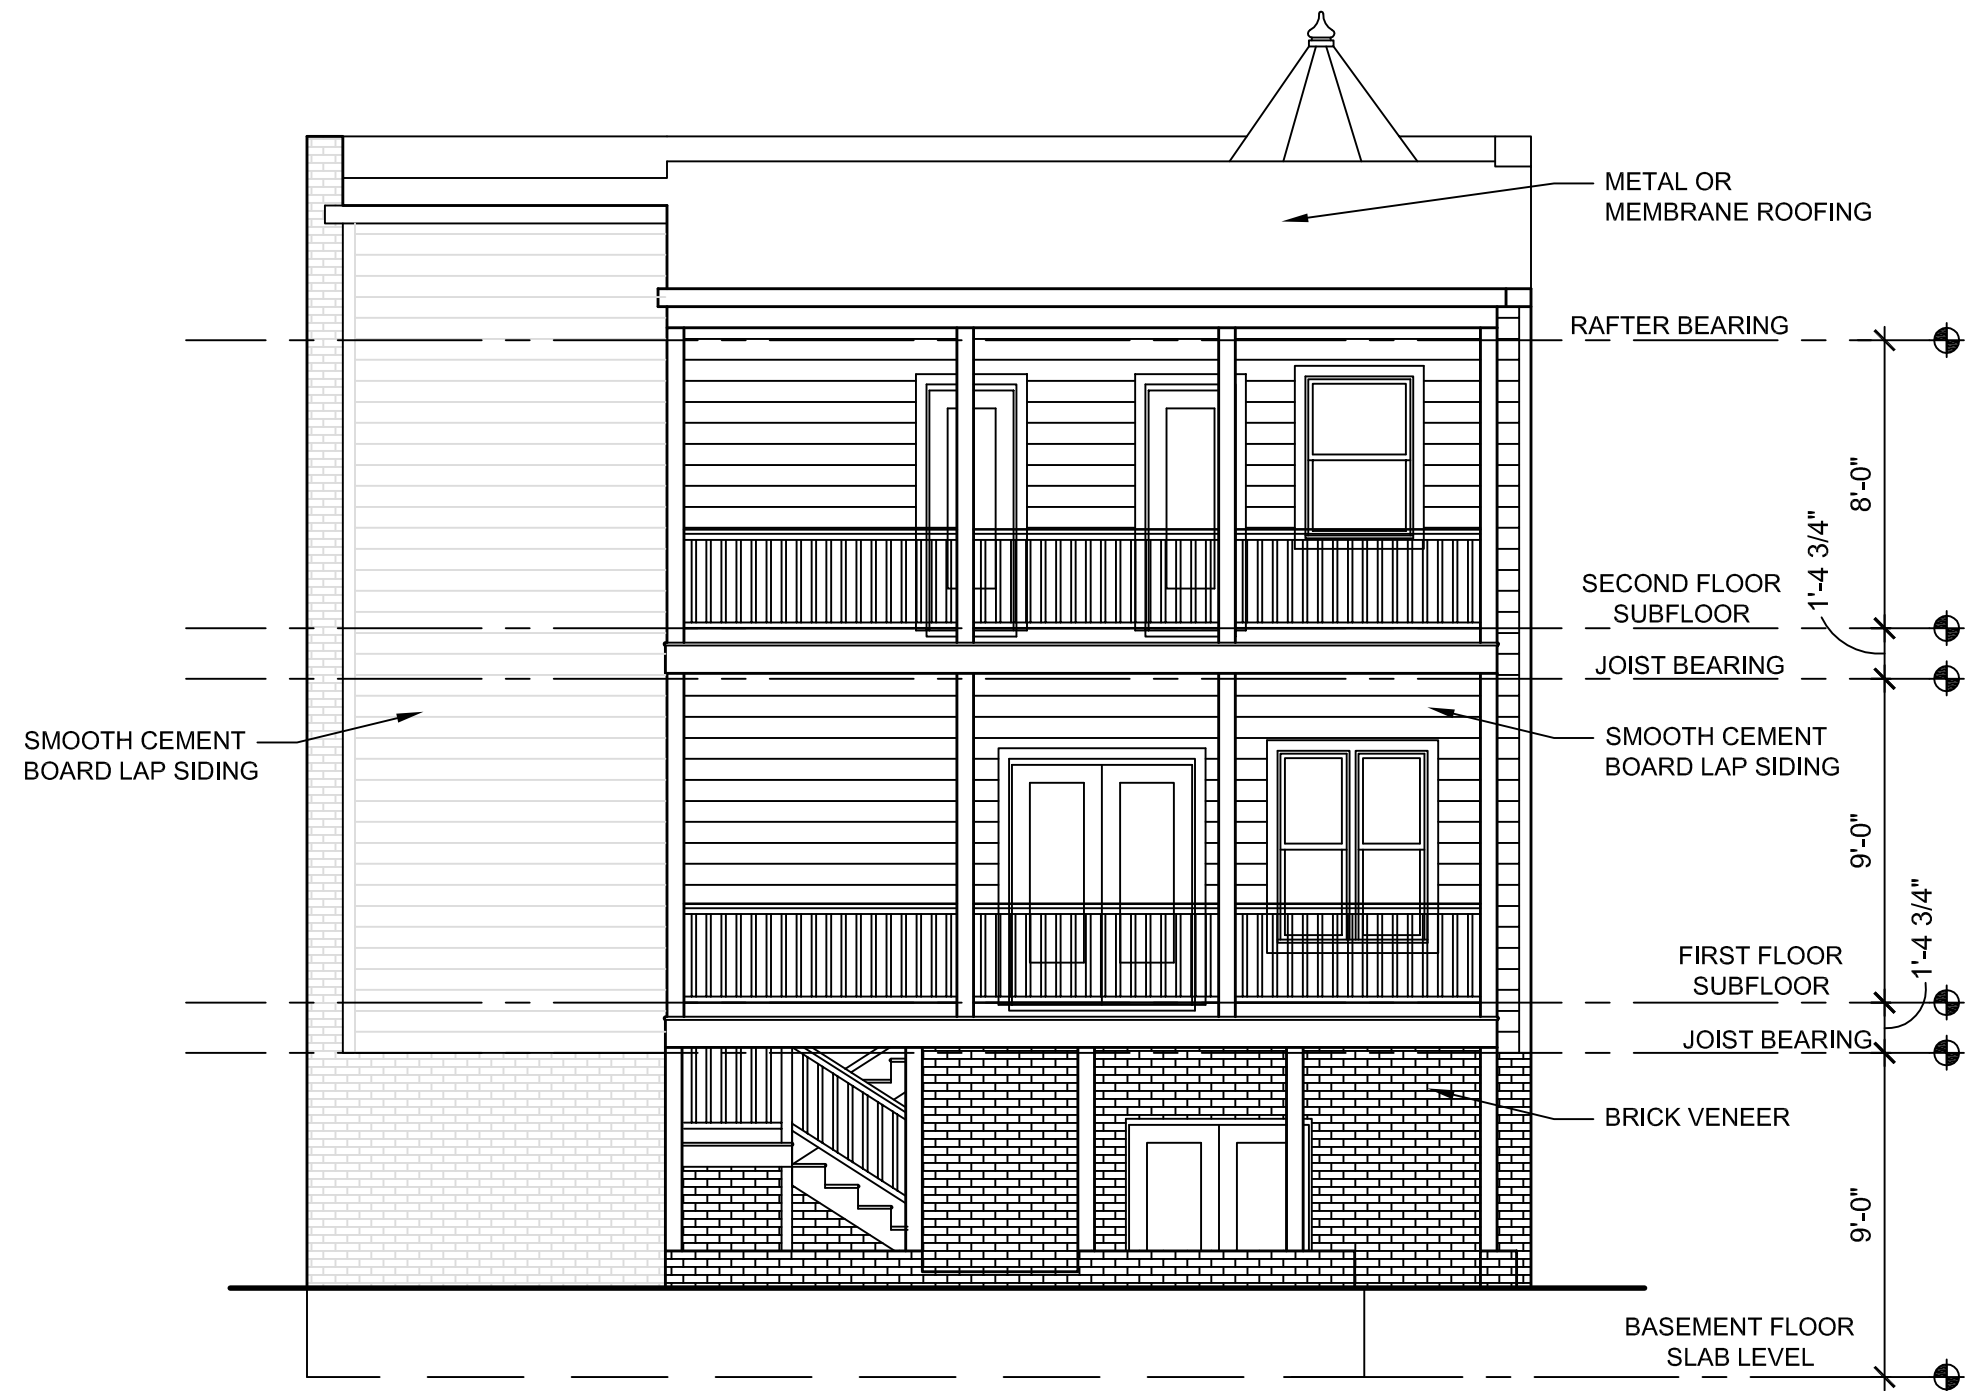 METAL OR
MEMBRANE ROOFING
RAFTER BEARING
8'-0"
1'-4 3/4"
SECOND FLOOR
SUBFLOOR
JOIST BEARING
SMOOTH CEMENT
BOARD LAP SIDING
SMOOTH CEMENT
BOARD LAP SIDING
9'-0"
1'-4 3/4"
FIRST FLOOR
SUBFLOOR
JOIST BEARING
BRICK VENEER
9'-0"
BASEMENT FLOOR
SLAB LEVEL